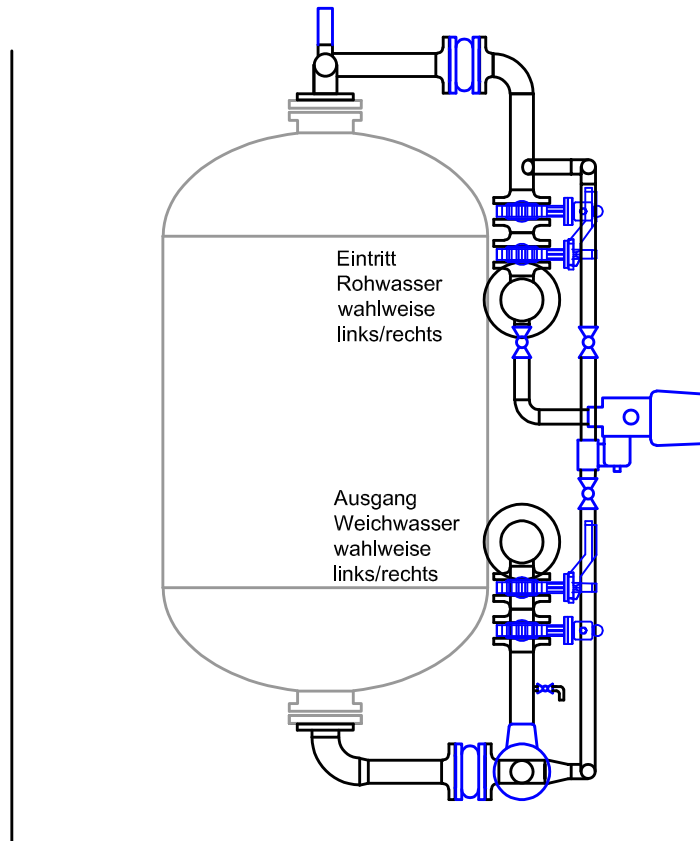 Eintritt
Rohwasser
wahlweise
links/rechts
Ausgang
Weichwasser
wahlweise
links/rechts